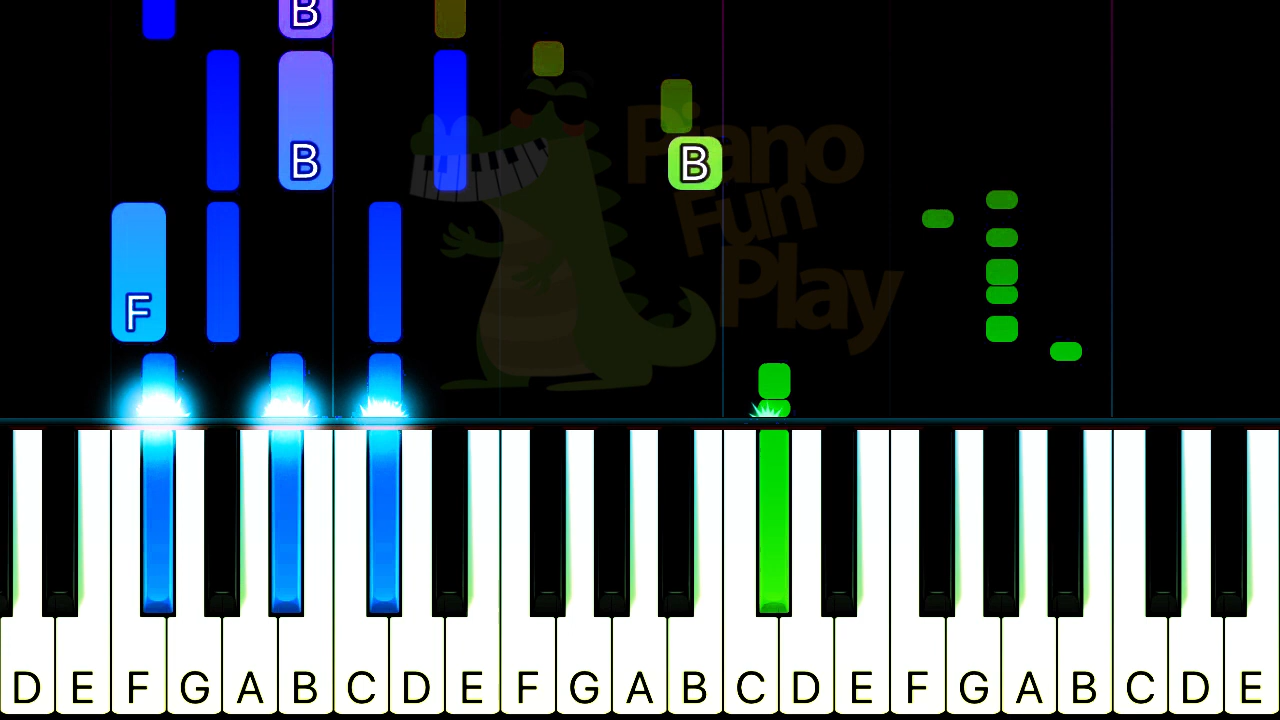 B
B
B
Piano
Fun
Play
F
D E F G A B C D E F G A B C D E F G A B C D E